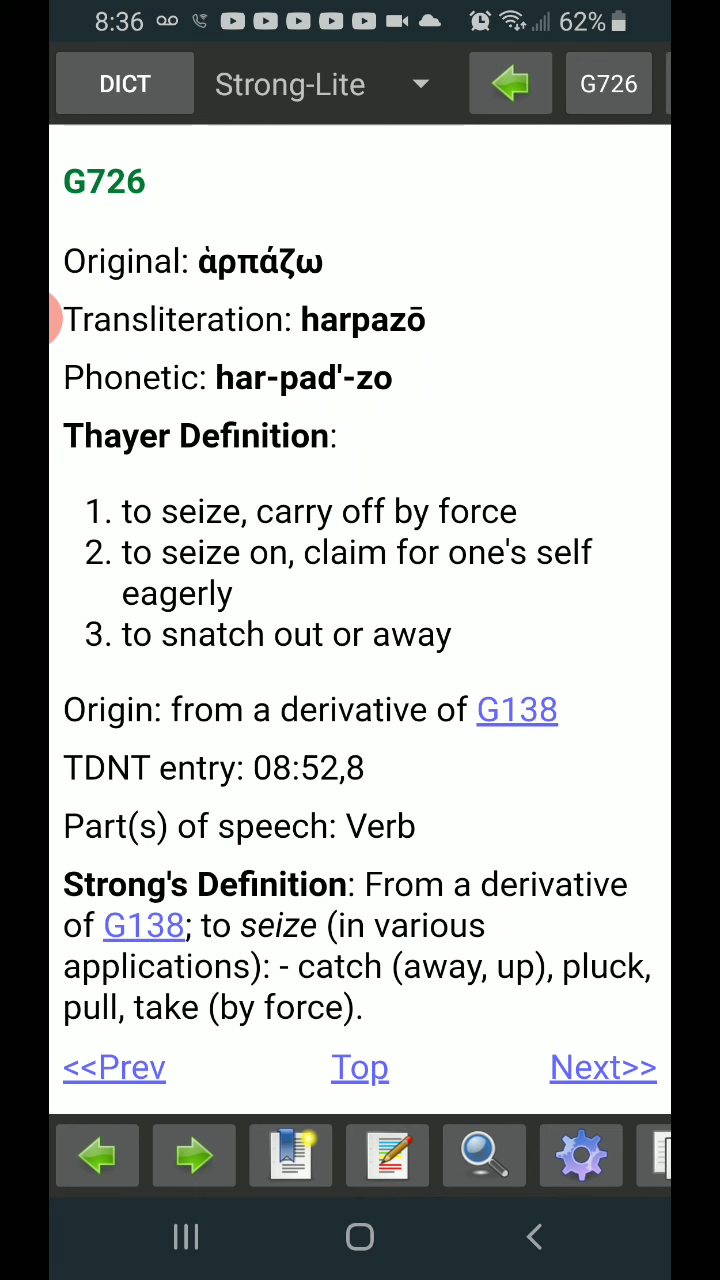 8:36 62%
DICT Strong-Lite G726
G726
Original: ἁρπάζω
Transliteration: harpazō
Phonetic: har-pad'-zo
Thayer Definition:
1. to seize, carry off by force
2. to seize on, claim for one's self
eagerly
3. to snatch out or away
Origin: from a derivative of G138
TDNT entry: 08:52,8
Part(s) of speech: Verb
Strong's Definition: From a derivative
of G138; to seize (in various
applications): - catch (away, up), pluck,
pull, take (by force).
<<Prev Top Next>>